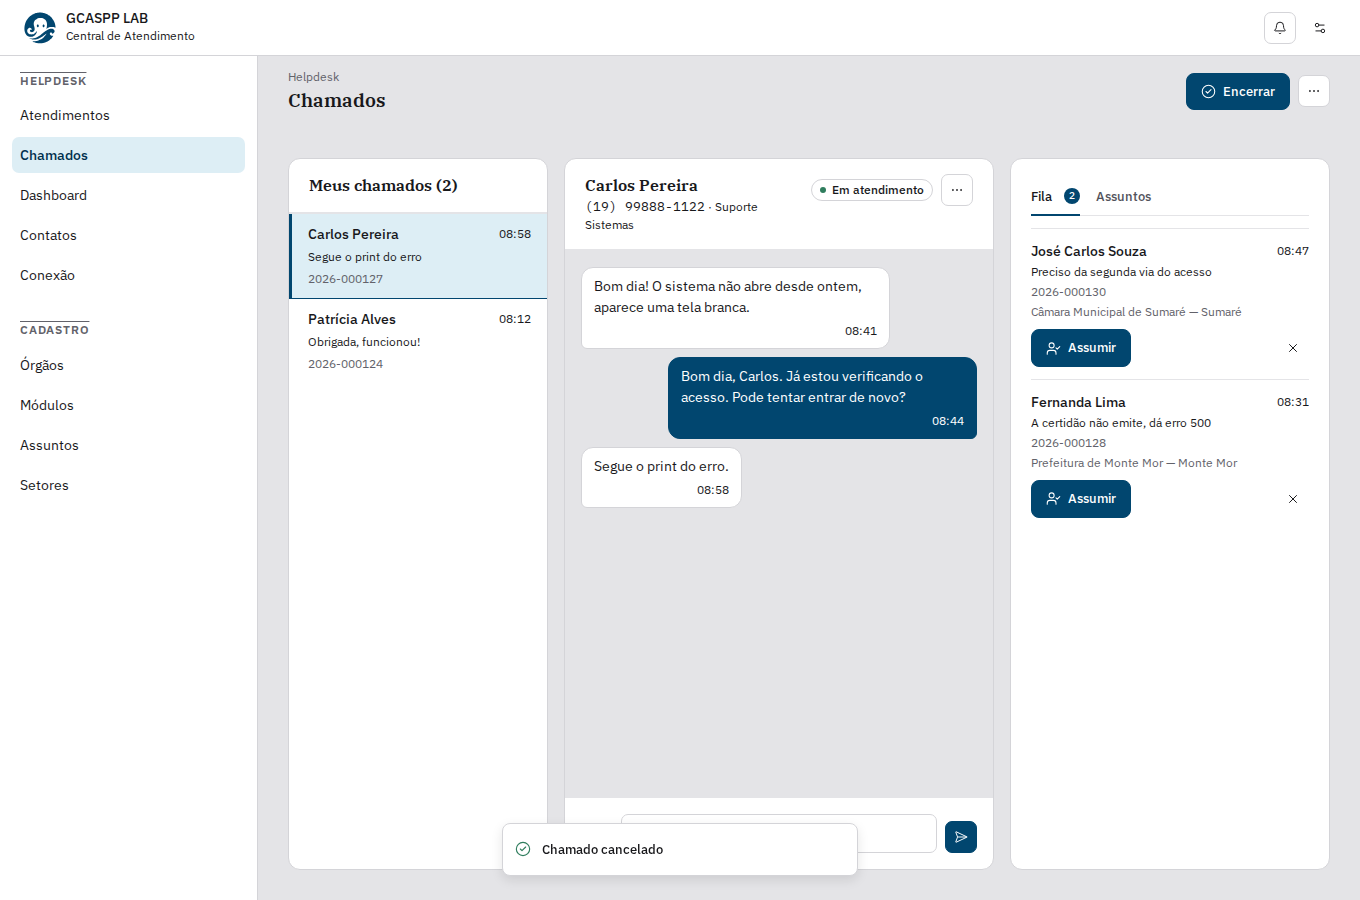 GCASPP LAB
Central de Atendimento
HELPDESK
Atendimentos
Chamados
Dashboard
Contatos
Conexão
CADASTRO
Órgãos
Módulos
Assuntos
Setores
Helpdesk
Chamados
Encerrar
Meus chamados (2)
Carlos Pereira 08:58
Segue o print do erro
2026-000127
Patrícia Alves 08:12
Obrigada, funcionou!
2026-000124
Carlos Pereira
(19) 99888-1122 · Suporte
Sistemas
Em atendimento
Bom dia! O sistema não abre desde ontem,
aparece uma tela branca.
08:41
Bom dia, Carlos. Já estou verificando o
acesso. Pode tentar entrar de novo?
08:44
Segue o print do erro.
08:58
Fila 2 Assuntos
José Carlos Souza 08:47
Preciso da segunda via do acesso
2026-000130
Câmara Municipal de Sumaré — Sumaré
Assumir
Fernanda Lima 08:31
A certidão não emite, dá erro 500
2026-000128
Prefeitura de Monte Mor — Monte Mor
Assumir
Chamado cancelado